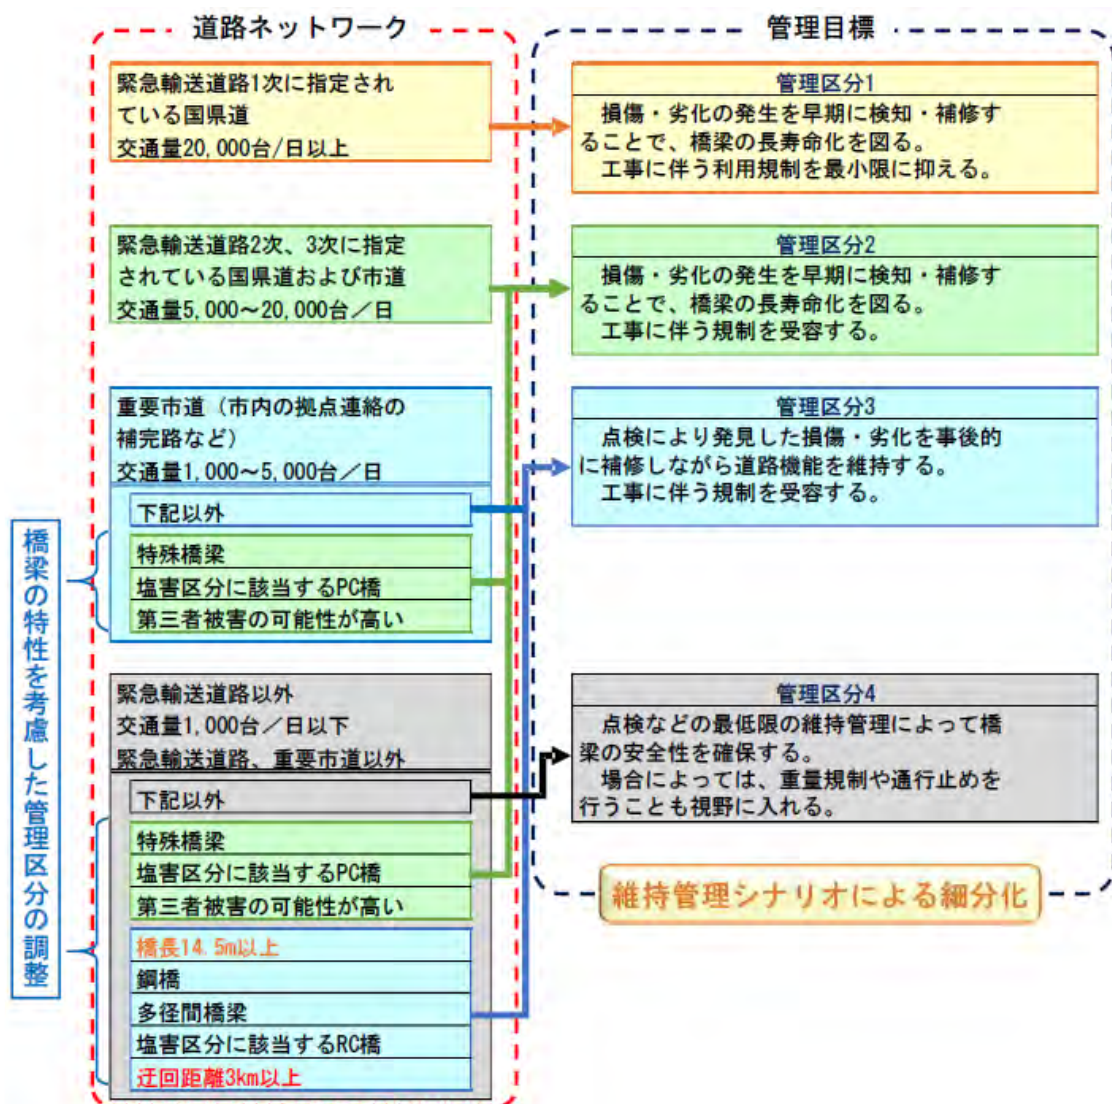 道路ネットワーク
管理目標
緊急輸送道路1次に指定され
ている国県道
交通量20,000台/日以上
管理区分1
損傷・劣化の発生を早期に検知・補修す
ることで、橋梁の長寿命化を図る。
工事に伴う利用規制を最小限に抑える。
緊急輸送道路2次、3次に指定
されている国県道および市道
交通量5,000～20,000台／日
管理区分2
損傷・劣化の発生を早期に検知・補修す
ることで、橋梁の長寿命化を図る。
工事に伴う規制を受容する。
重要市道（市内の拠点連絡の
補完路など）
交通量1,000～5,000台／日
下記以外
特殊橋梁
塩害区分に該当するPC橋
第三者被害の可能性が高い
管理区分3
点検により発見した損傷・劣化を事後的
に補修しながら道路機能を維持する。
工事に伴う規制を受容する。
橋梁の特性を考慮した管理区分の調整
緊急輸送道路以外
交通量1,000台／日以下
緊急輸送道路、重要市道以外
下記以外
特殊橋梁
塩害区分に該当するPC橋
第三者被害の可能性が高い
橋長14.5m以上
鋼橋
多径間橋梁
塩害区分に該当するRC橋
迂回距離3km以上
管理区分4
点検などの最低限の維持管理によって橋
梁の安全性を確保する。
場合によっては、重量規制や通行止めを
行うことも視野に入れる。
維持管理シナリオによる細分化